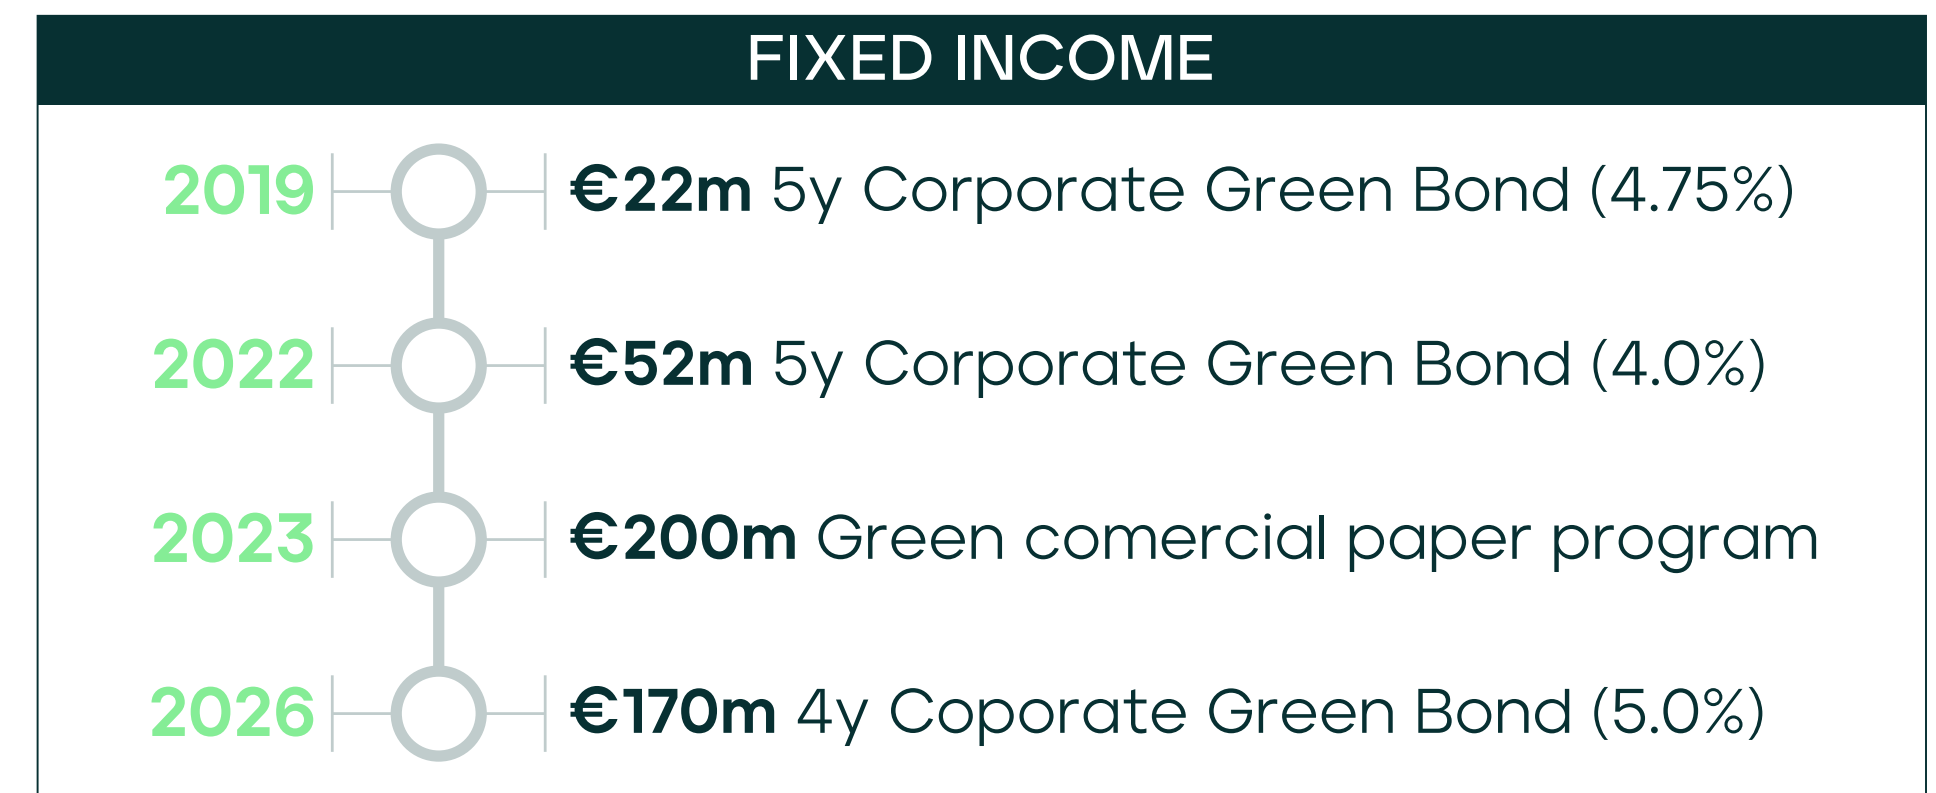 FIXED INCOME
2019 €22m 5y Corporate Green Bond (4.75%)
2022 €52m 5y Corporate Green Bond (4.0%)
2023 €200m Green comercial paper program
2026 €170m 4y Coporate Green Bond (5.0%)